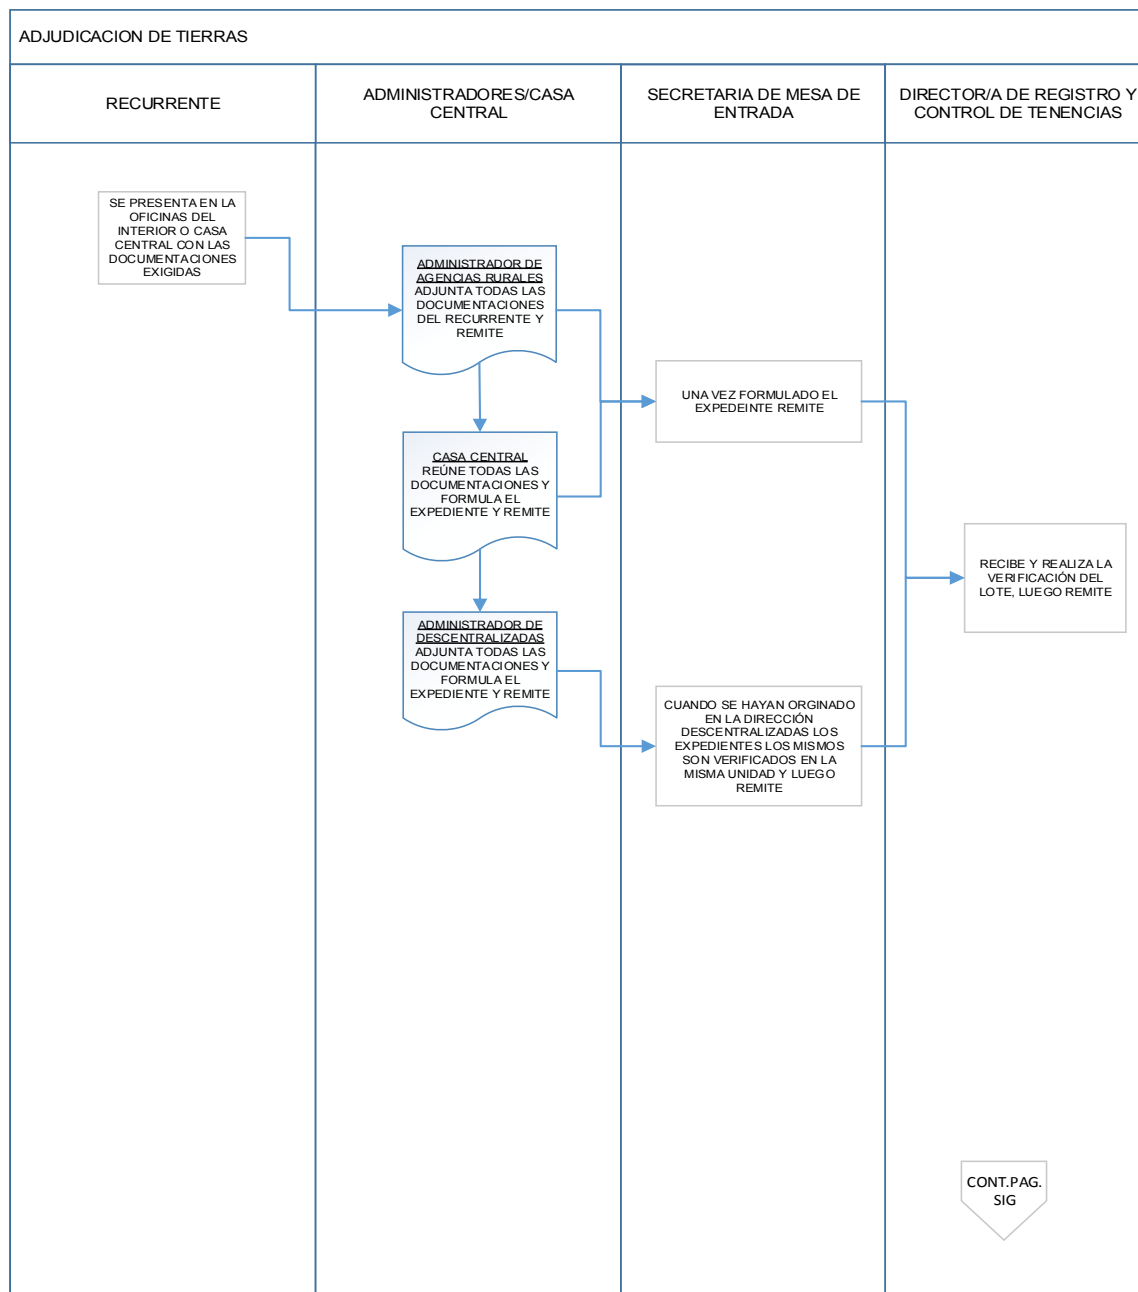 ADJUDICACION DE TIERRAS
RECURRENTE
ADMINISTRADORES/CASA
CENTRAL
SECRETARIA DE MESA DE
ENTRADA
DIRECTOR/A DE REGISTRO Y
CONTROL DE TENENCIAS
SE PRESENTA EN LA
OFICINAS DEL
INTERIOR O CASA
CENTRAL CON LAS
DOCUMENTACIONES
EXIGIDAS
ADMINISTRADOR DE
AGENCIAS RURALES
ADJUNTA TODAS LAS
DOCUMENTACIONES
DEL RECURRENTE Y
REMITE
UNA VEZ FORMULADO EL
EXPEDEINTE REMITE
CASA CENTRAL
REÚNE TODAS LAS
DOCUMENTACIONES Y
FORMULA EL
EXPEDIENTE Y REMITE
RECIBE Y REALIZA LA
VERIFICACIÓN DEL
LOTE, LUEGO REMITE
ADMINISTRADOR DE
DESCENTRALIZADAS
ADJUNTA TODAS LAS
DOCUMENTACIONES Y
FORMULA EL
EXPEDIENTE Y REMITE
CUANDO SE HAYAN ORGINADO
EN LA DIRECCIÓN
DESCENTRALIZADAS LOS
EXPEDIENTES LOS MISMOS
SON VERIFICADOS EN LA
MISMA UNIDAD Y LUEGO
REMITE
CONT.PAG.
SIG